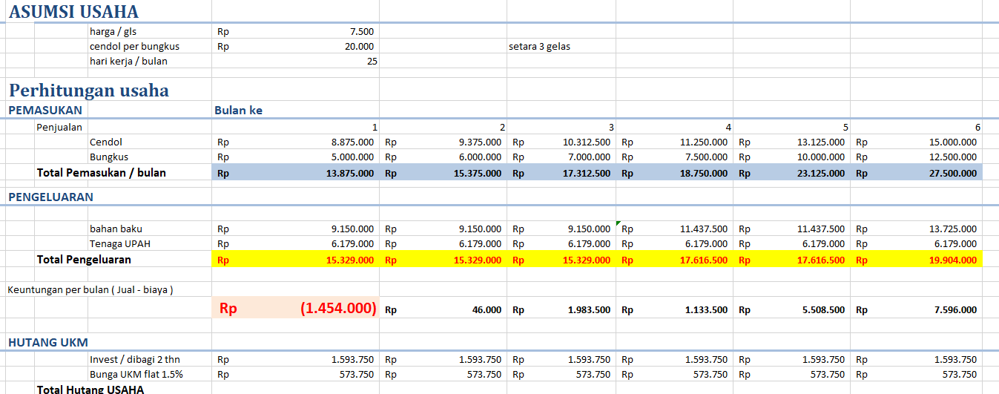 ASUMSI USAHA
harga / gls Rp 7.500
cendol per bungkus Rp 20.000 setara 3 gelas
hari kerja / bulan 25
Perhitungan usaha
PEMASUKAN Bulan ke
Penjualan 1 2 3 4 5 6
Cendol Rp 8.875.000 Rp 9.375.000 Rp 10.312.500 Rp 11.250.000 Rp 13.125.000 Rp 15.000.000
Bungkus Rp 5.000.000 Rp 6.000.000 Rp 7.000.000 Rp 7.500.000 Rp 10.000.000 Rp 12.500.000
Total Pemasukan / bulan Rp 13.875.000 Rp 15.375.000 Rp 17.312.500 Rp 18.750.000 Rp 23.125.000 Rp 27.500.000
PENGELUARAN
bahan baku Rp 9.150.000 Rp 9.150.000 Rp 9.150.000 Rp 11.437.500 Rp 11.437.500 Rp 13.725.000
Tenaga UPAH Rp 6.179.000 Rp 6.179.000 Rp 6.179.000 Rp 6.179.000 Rp 6.179.000 Rp 6.179.000
Total Pengeluaran Rp 15.329.000 Rp 15.329.000 Rp 15.329.000 Rp 17.616.500 Rp 17.616.500 Rp 19.904.000
Keuntungan per bulan ( Jual - biaya )
Rp (1.454.000) Rp 46.000 Rp 1.983.500 Rp 1.133.500 Rp 5.508.500 Rp 7.596.000
HUTANG UKM
Invest / dibagi 2 thn Rp 1.593.750 Rp 1.593.750 Rp 1.593.750 Rp 1.593.750 Rp 1.593.750 Rp 1.593.750
Bunga UKM flat 1.5% Rp 573.750 Rp 573.750 Rp 573.750 Rp 573.750 Rp 573.750 Rp 573.750
Total Hutang USAHA